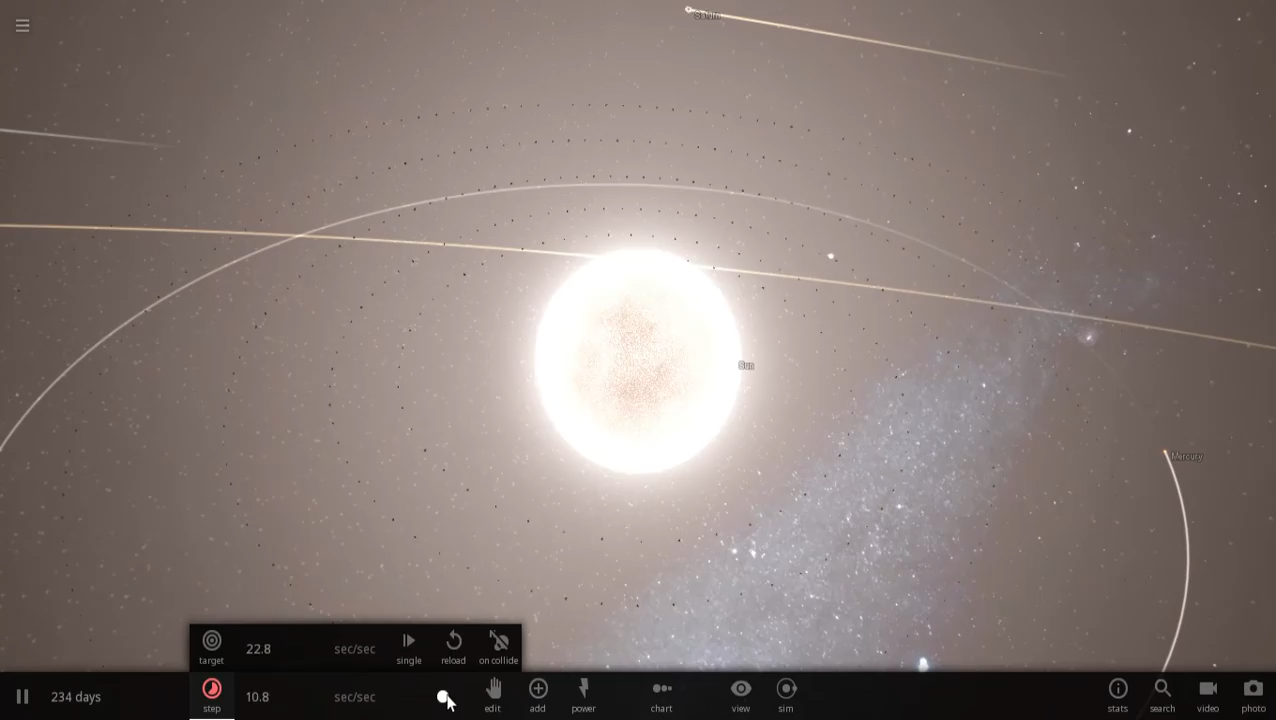 Saturn
Sun
Mercury
target
22.8
sec/sec
single
reload
on collide
234 days
step
10.8
sec/sec
edit
add
power
chart
view
sim
stats
search
video
photo